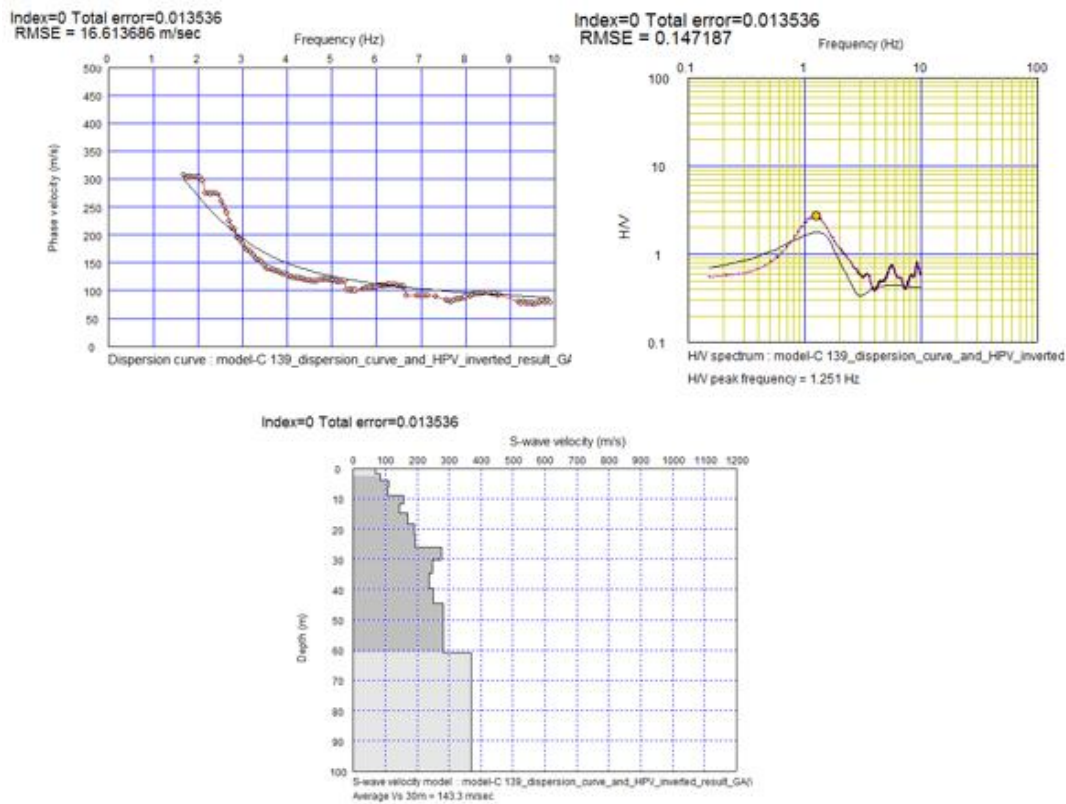 Index=0 Total error=0.013536
RMSE = 16.613686 m/sec
Frequency (Hz)
0 1 2 3 4 5 6 7 8 9 10
500
450
400
350
300
250
200
150
100
50
0
Phase velocity (m/s)
Dispersion curve : model-C 139_dispersion_curve_and_HPV_inverted_result_GA
Index=0 Total error=0.013536
RMSE = 0.147187
Frequency (Hz)
0.1 1 10 100
100
10
1
0.1
H/V
H/V spectrum : model-C 139_dispersion_curve_and_HPV_inverted
H/V peak frequency = 1.251 Hz
Index=0 Total error=0.013536
S-wave velocity (m/s)
0 100 200 300 400 500 600 700 800 900 1000 1100 1200
0
10
20
30
40
50
60
70
80
90
100
Depth (m)
S-wave velocity model : model-C 139_dispersion_curve_and_HPV_inverted_result_GA(
Average Vs 30m = 143.3 m/sec